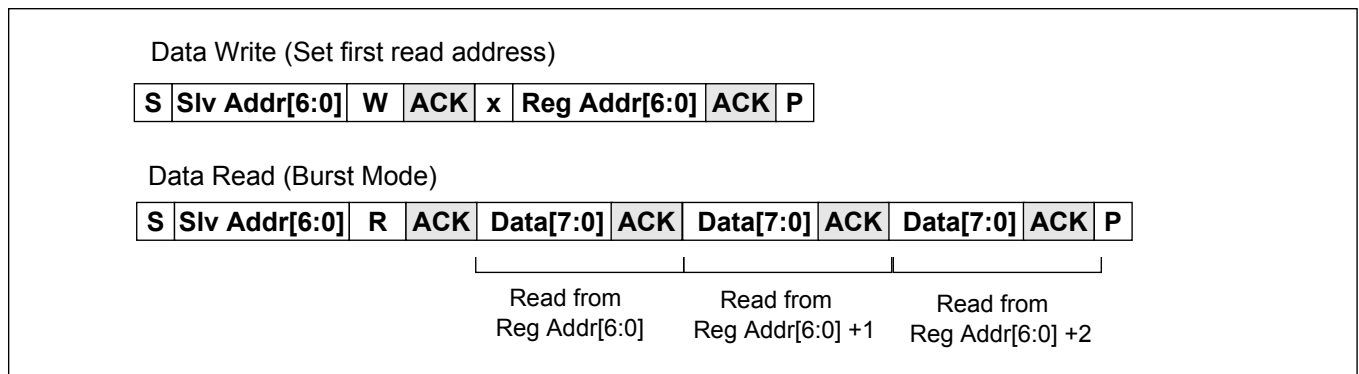 Data Write (Set first read address)
S Slv Addr[6:0] W ACK x Reg Addr[6:0] ACK P
Data Read (Burst Mode)
S Slv Addr[6:0] R ACK Data[7:0] ACK Data[7:0] ACK Data[7:0] ACK P
Read from Read from Read from
Reg Addr[6:0] Reg Addr[6:0] +1 Reg Addr[6:0] +2